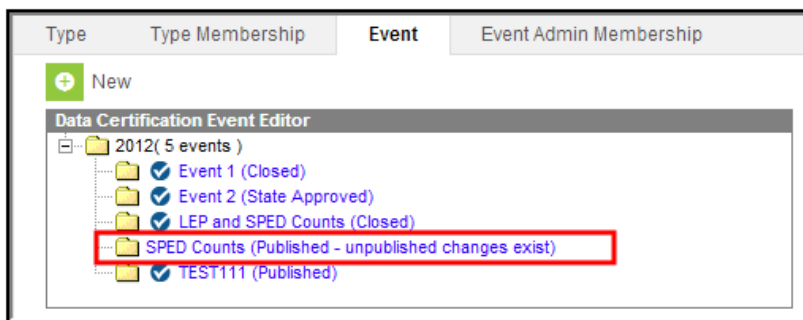 Type Type Membership Event Event Admin Membership
New
Data Certification Event Editor
2012( 5 events )
Event 1 (Closed)
Event 2 (State Approved)
LEP and SPED Counts (Closed)
SPED Counts (Published - unpublished changes exist)
TEST111 (Published)